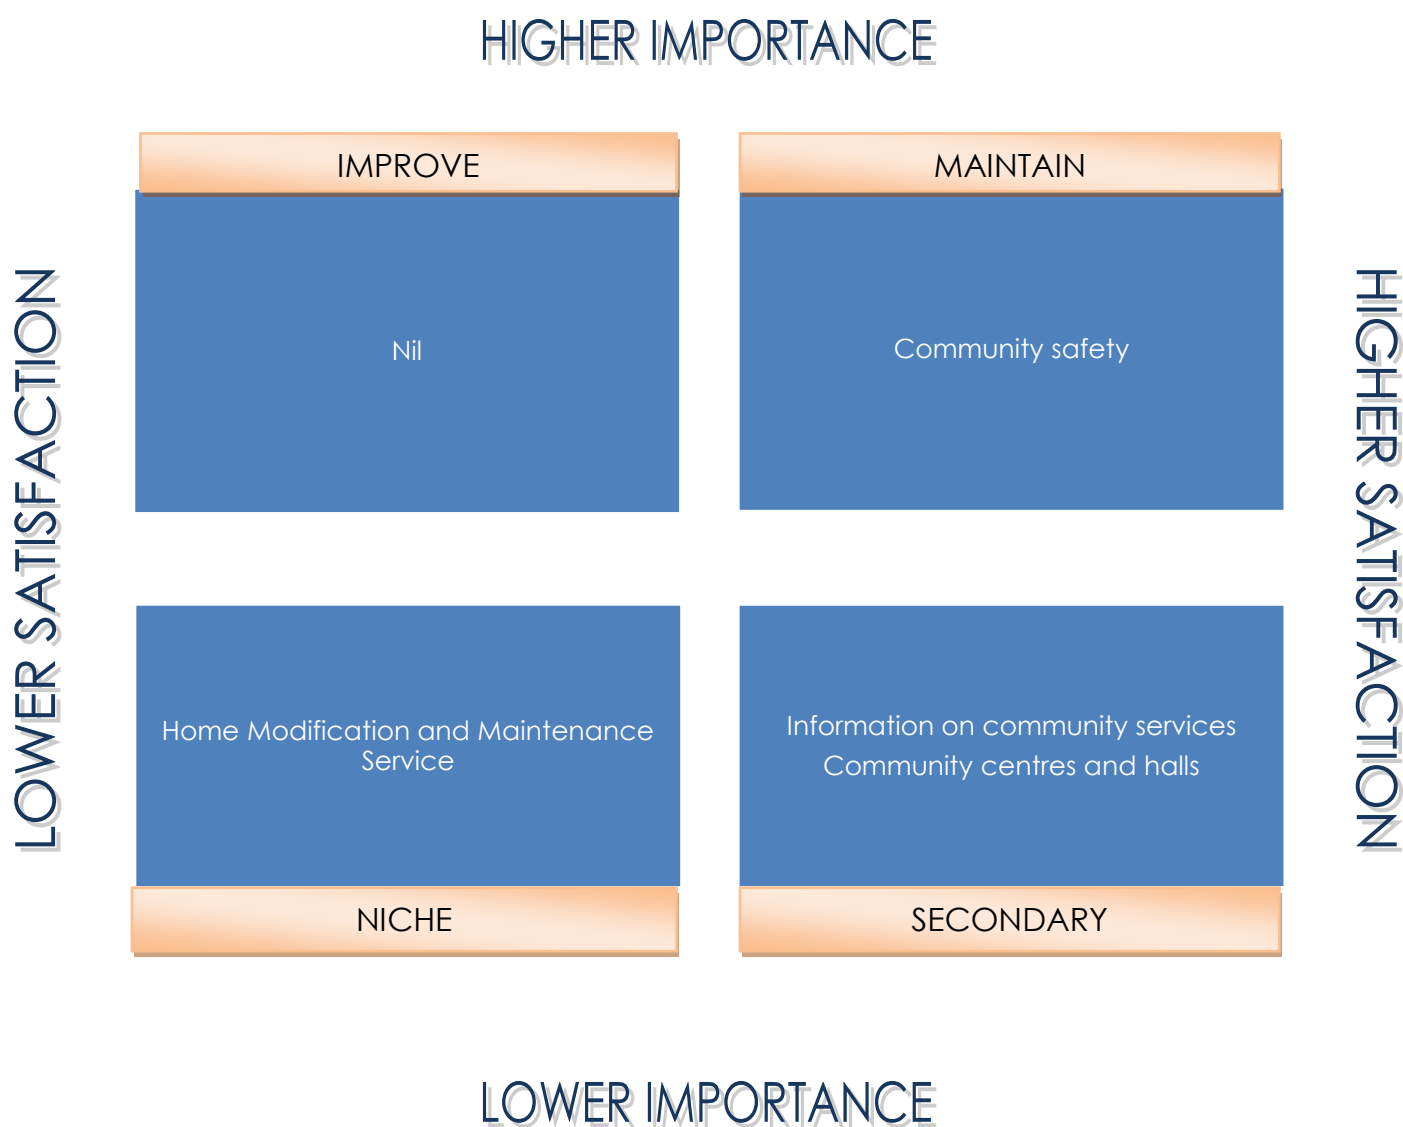 HIGHER IMPORTANCE
IMPROVE
MAINTAIN
LOWER SATISFACTION
Nil
Community safety
HIGHER SATISFACTION
Home Modification and Maintenance
Service
Information on community services
Community centres and halls
NICHE
SECONDARY
LOWER IMPORTANCE